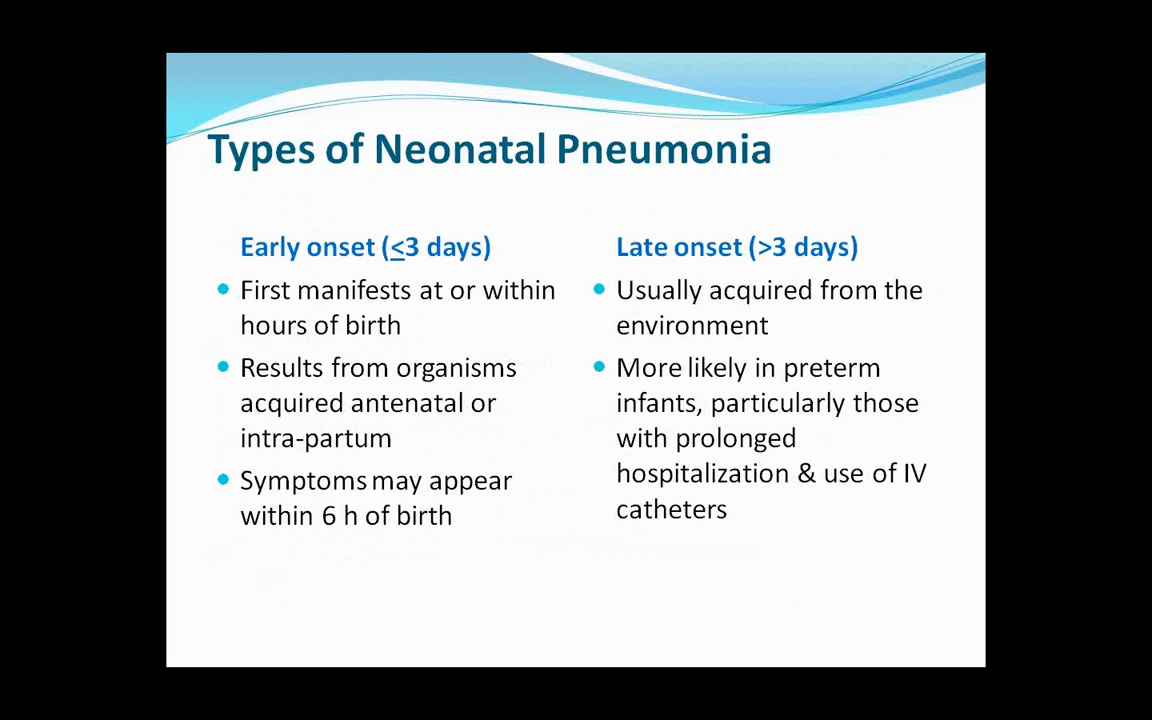 Types of Neonatal Pneumonia
Early onset (≤3 days)
First manifests at or within
hours of birth
Results from organisms
acquired antenatal or
intra-partum
Symptoms may appear
within 6 h of birth
Late onset (>3 days)
Usually acquired from the
environment
More likely in preterm
infants, particularly those
with prolonged
hospitalization & use of IV
catheters